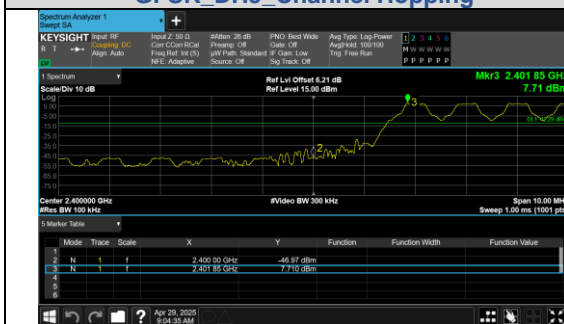 GFSK_DH5_Channel Hopping
Spectrum Analyzer 1
Swept SA
+
KEYSIGHT
R T
Input: RF
Coupling: DC
Align: Auto
Input Z: 50 Ω
Corr CCorr RCal
Freq Ref: Int (S)
NFE: Adaptive
#Atten: 26 dB
Preamp: Off
µW Path: Standard
Source: Off
PNO: Best Wide
Gate: Off
IF Gain: Low
Sig Track: Off
Avg Type: Log-Power
Avg|Hold: 100/100
Trig: Free Run
1 2 3 4 5 6
M W W W W W
P P P P P P
1 Spectrum
Scale/Div 10 dB
Log
Ref Lvl Offset 6.21 dB
Ref Level 15.00 dBm
Mkr3 2.401 85 GHz
7.71 dBm
5.00
-5.00
-15.0
-25.0
-35.0
-45.0
-55.0
-65.0
-75.0
2
3
Center 2.400000 GHz
#Res BW 100 kHz
#Video BW 300 kHz
Span 10.00 MH
Sweep 1.00 ms (1001 pts
5 Marker Table
Mode Trace Scale X Y Function Function Width Function Value
1
2 N 1 f 2.400 00 GHz -46.97 dBm
3 N 1 f 2.401 85 GHz 7.710 dBm
4
5
6
?
Apr 29, 2025
9:04:35 AM